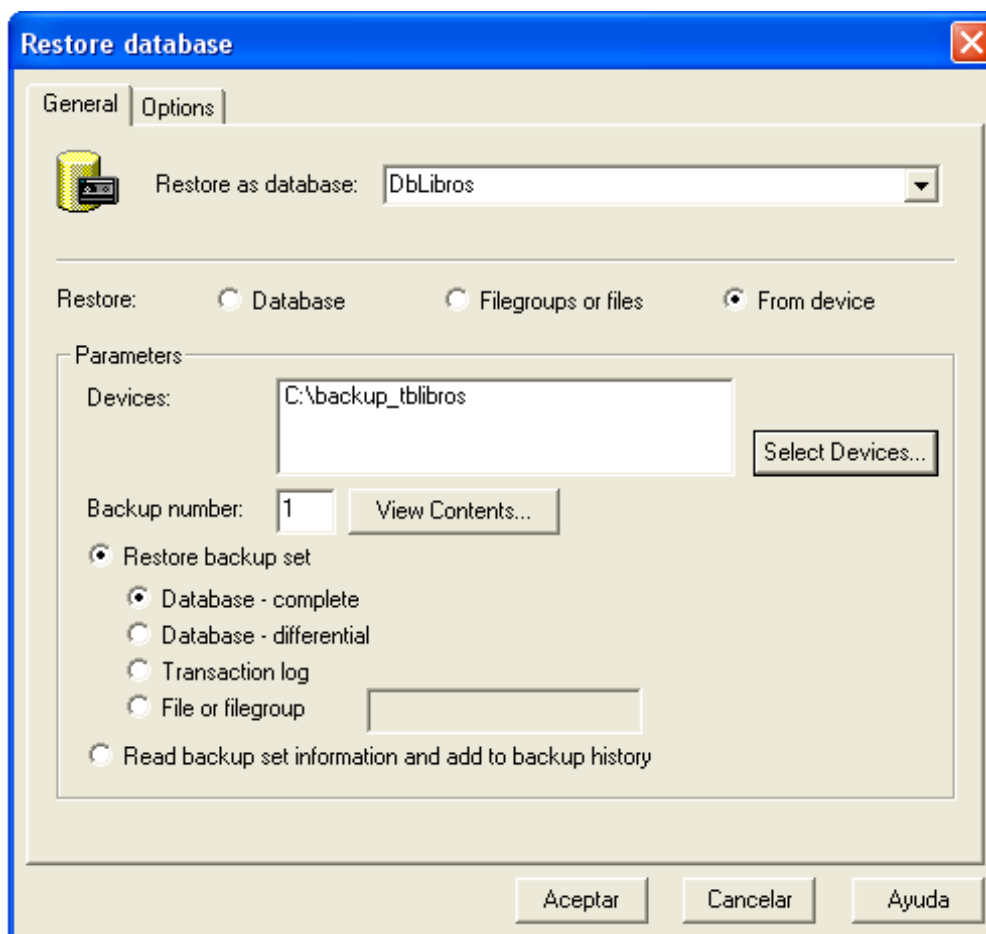 Restore database
General Options
Restore as database: DbLibros
Restore: Database Filegroups or files From device
Parameters
Devices: C:\backup_tblibros
Select Devices...
Backup number: 1 View Contents...
Restore backup set
Database - complete
Database - differential
Transaction log
File or filegroup
Read backup set information and add to backup history
Aceptar Cancelar Ayuda